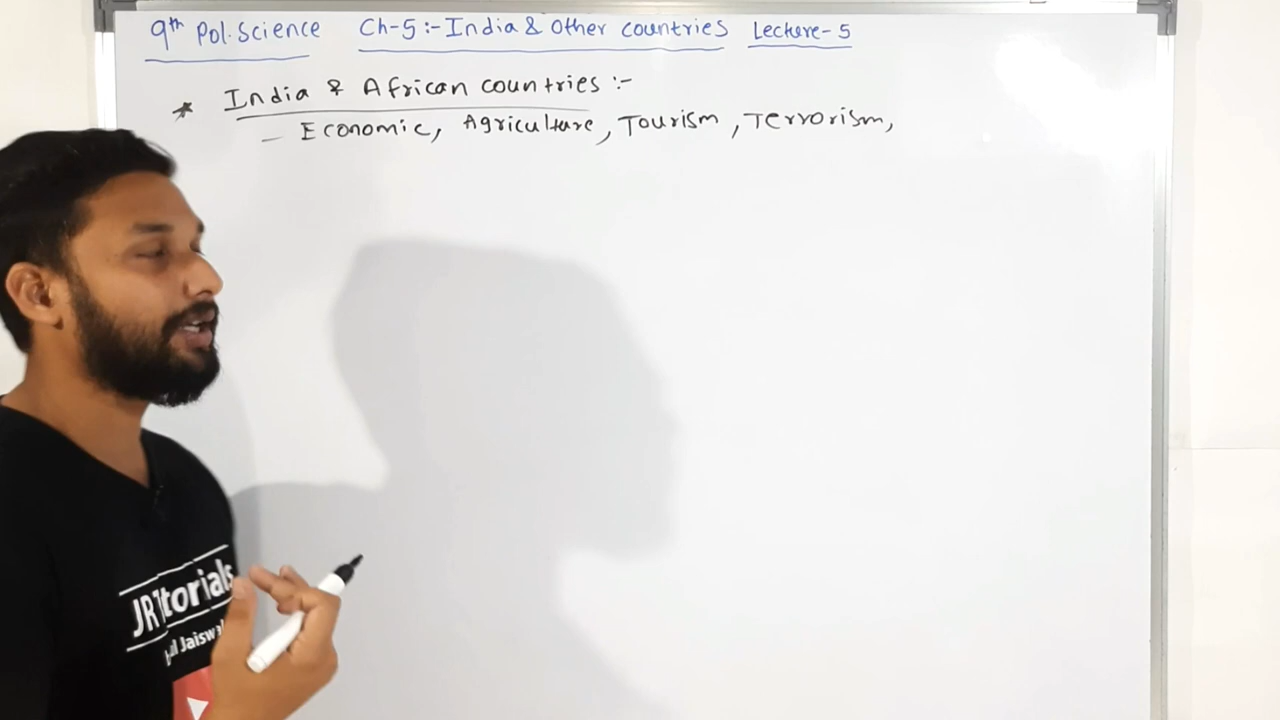 9th Pol. Science Ch-5:- India & Other countries Lecture-5
* India & African countries :-
– Economic, Agriculture, Tourism, Terrorism,
JR Tutorials